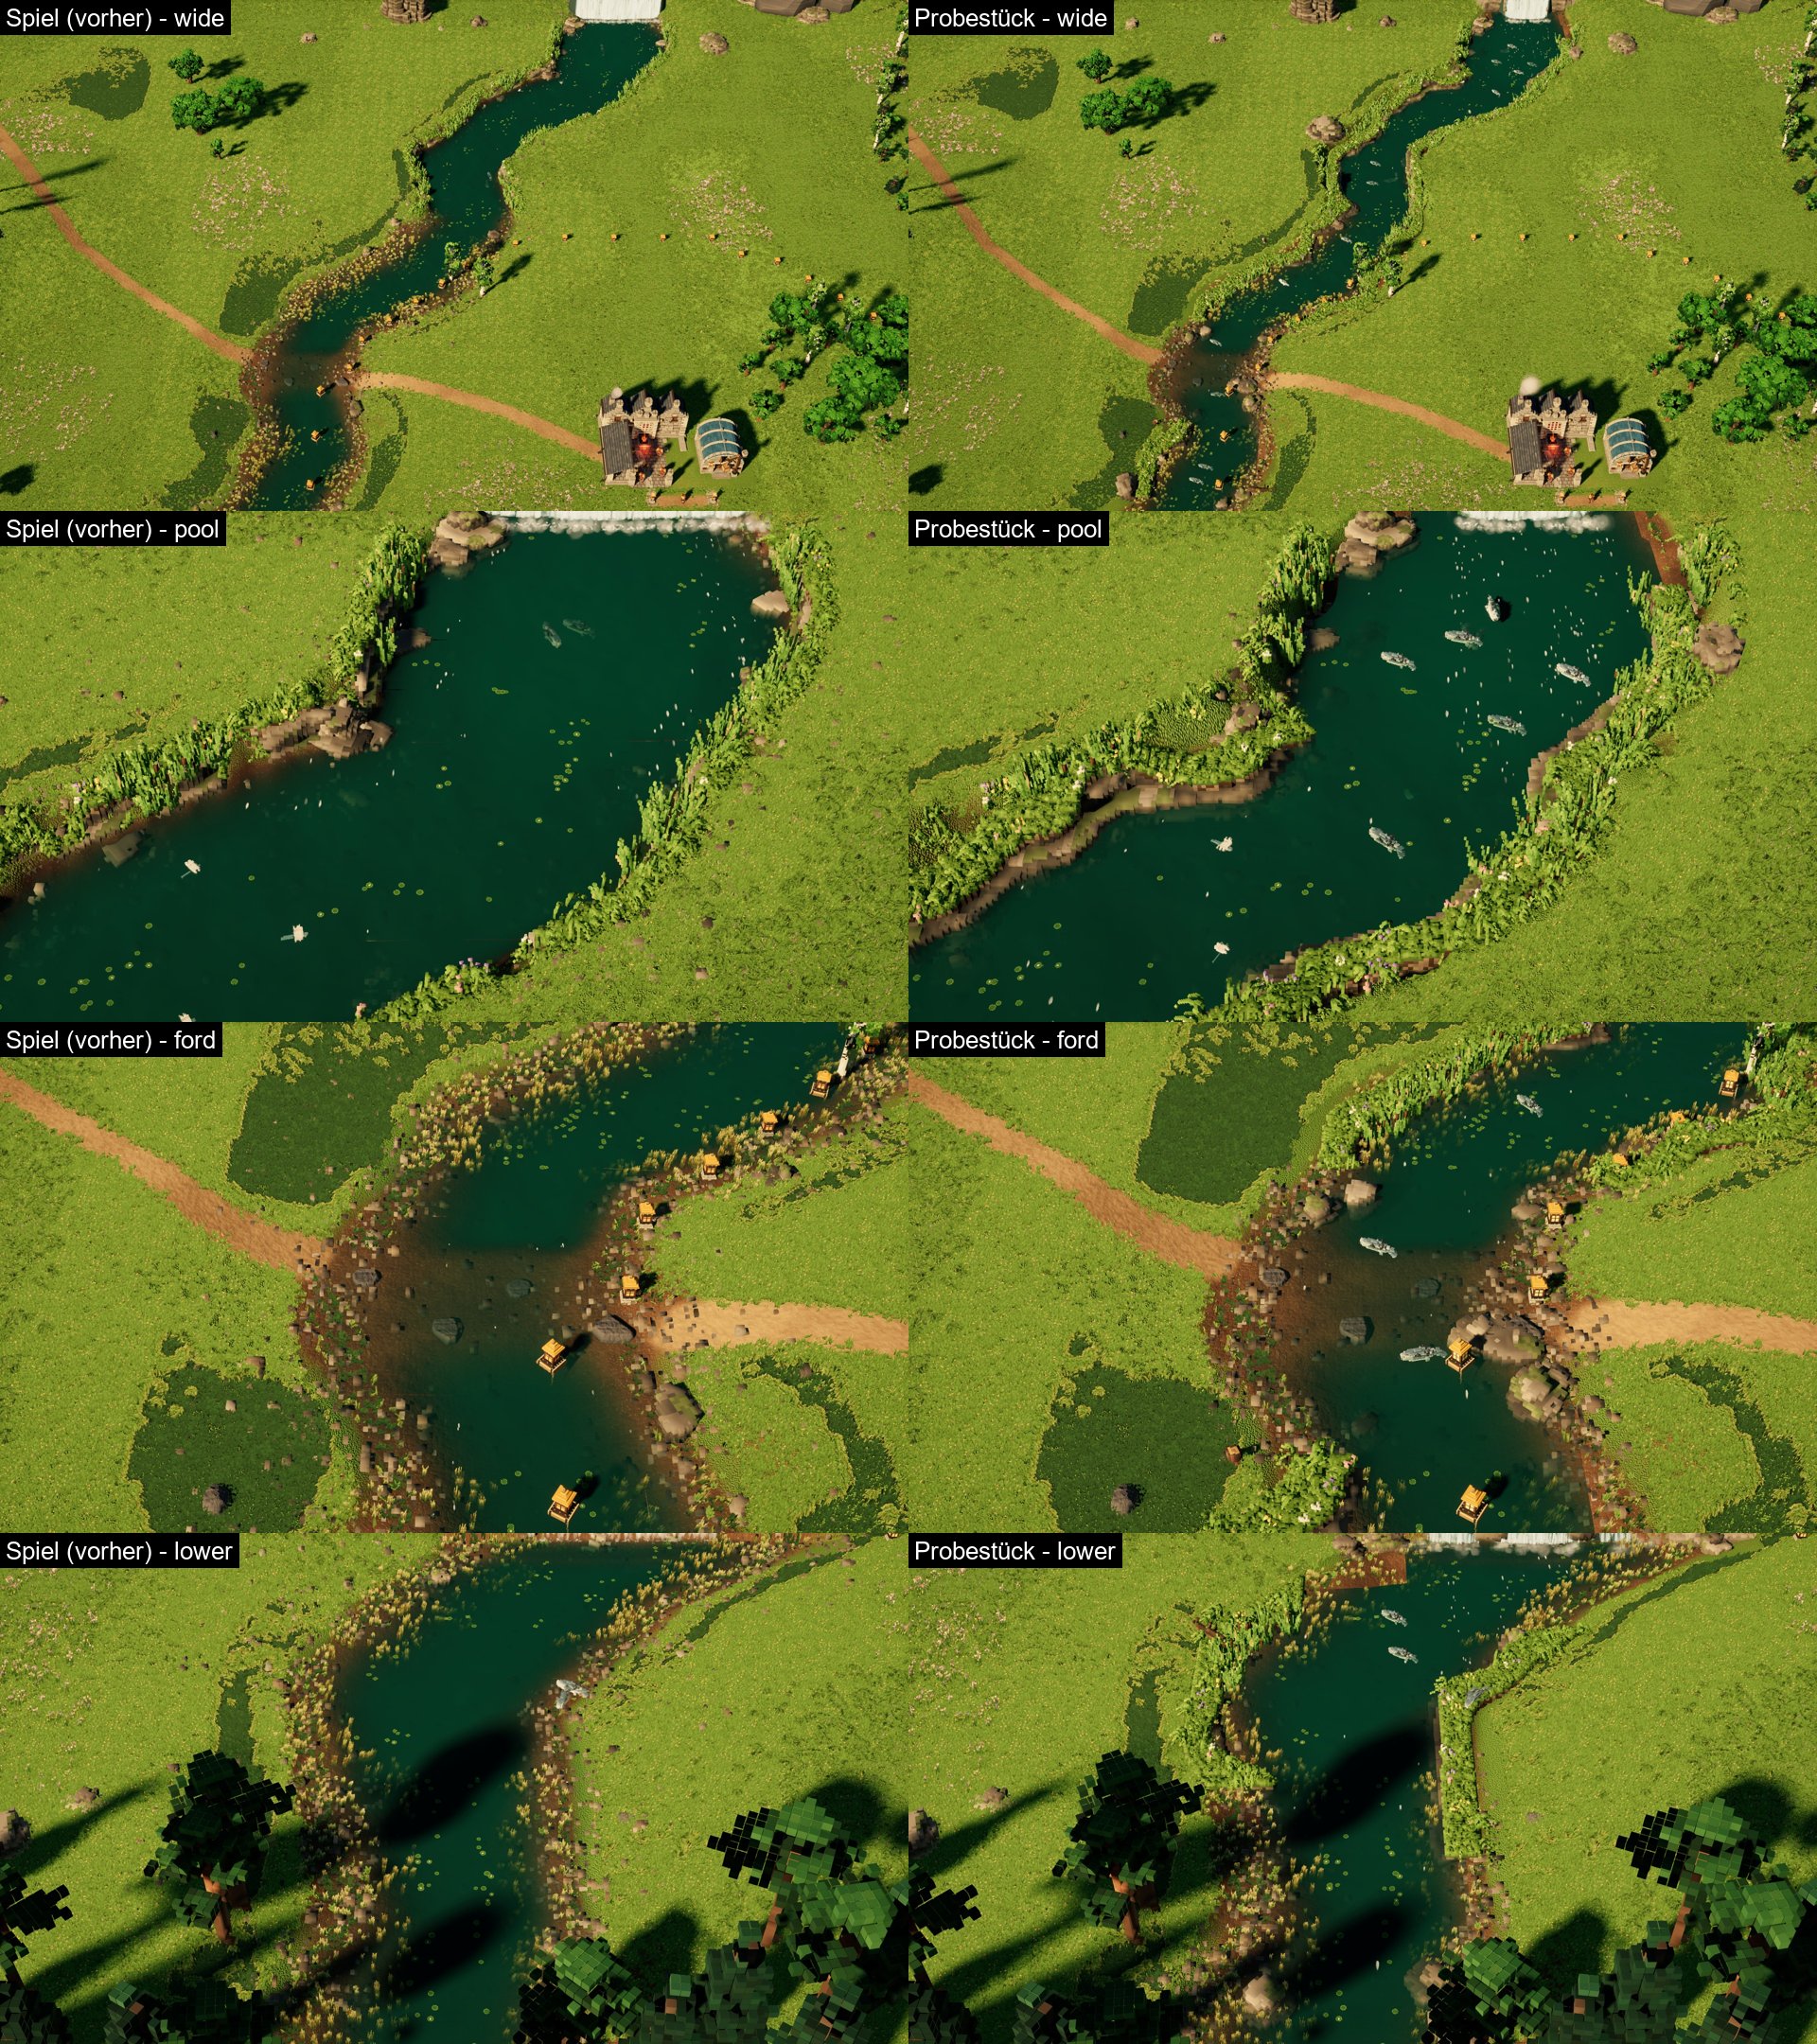 Spiel (vorher) - wide
Probestück - wide
Spiel (vorher) - pool
Probestück - pool
Spiel (vorher) - ford
Probestück - ford
Spiel (vorher) - lower
Probestück - lower